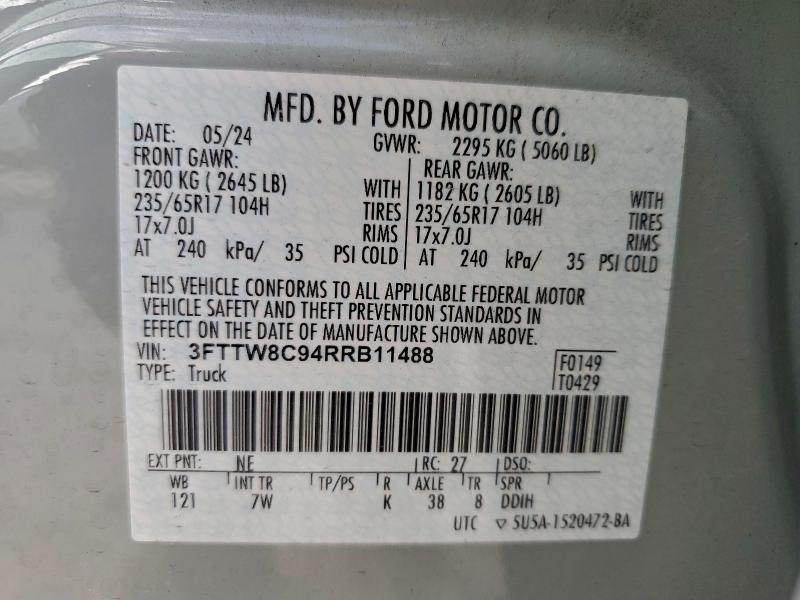 MFD. BY FORD MOTOR CO.
DATE: 05/24 GVWR: 2295 KG ( 5060 LB)
FRONT GAWR: REAR GAWR:
1200 KG ( 2645 LB) WITH 1182 KG ( 2605 LB) WITH
235/65R17 104H TIRES 235/65R17 104H TIRES
17x7.0J RIMS 17x7.0J RIMS
AT 240 kPa/ 35 PSI COLD AT 240 kPa/ 35 PSI COLD
THIS VEHICLE CONFORMS TO ALL APPLICABLE FEDERAL MOTOR
VEHICLE SAFETY AND THEFT PREVENTION STANDARDS IN
EFFECT ON THE DATE OF MANUFACTURE SHOWN ABOVE.
VIN: 3FTTW8C94RRB11488 F0149
TYPE: Truck T0429
EXT PNT: NE RC: 27 DSO:
WB INT TR TP/PS R AXLE TR SPR
121 7W K 38 8 DDIH
UTC ▽ 5U5A-1520472-BA